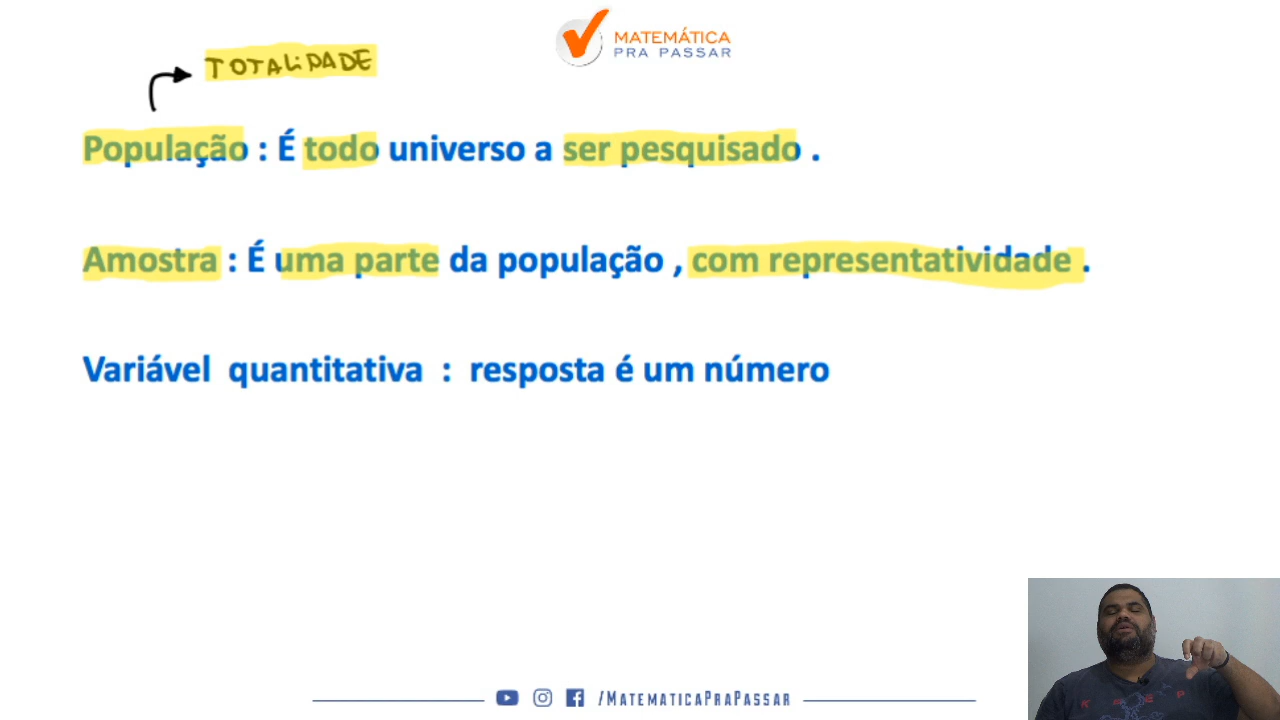 MATEMÁTICA
PRA PASSAR
TOTALIDADE
População : É todo universo a ser pesquisado .
Amostra : É uma parte da população , com representatividade .
Variável quantitativa : resposta é um número
/MATEMATICAPRAPASSAR